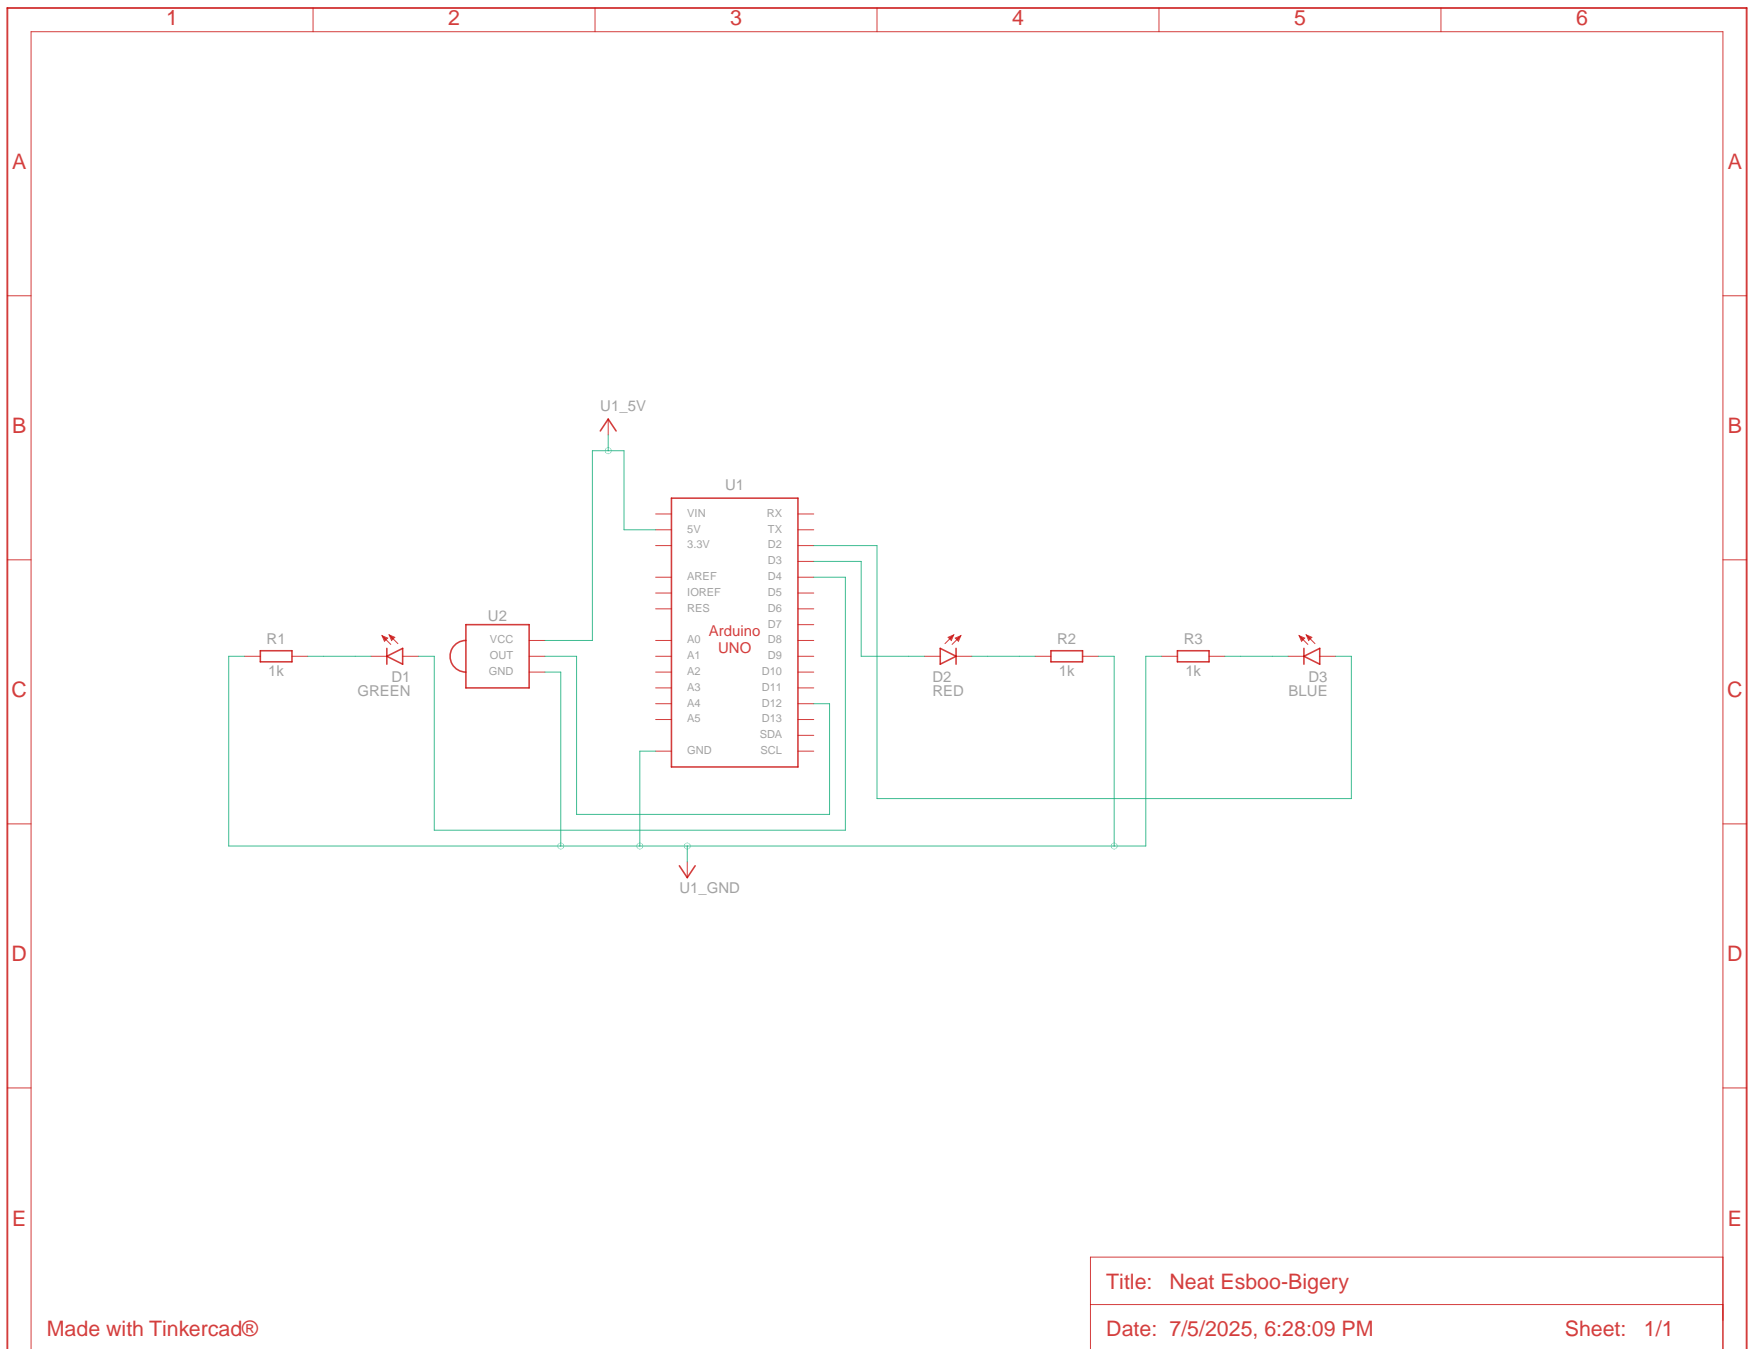 1 2 3 4 5 6
A A
B B
C C
D D
E E
U1_5V
U1
VIN RX
5V TX
3.3V D2
D3
AREF D4
IOREF D5
RES D6
D7
A0 D8
A1 D9
A2 D10
A3 D11
A4 D12
A5 D13
SDA
GND SCL
Arduino
UNO
U2
VCC
OUT
GND
R1
1k
D1
GREEN
D2
RED
R2
1k
R3
1k
D3
BLUE
U1_GND
Title: Neat Esboo-Bigery
Made with Tinkercad®
Date: 7/5/2025, 6:28:09 PM Sheet: 1/1